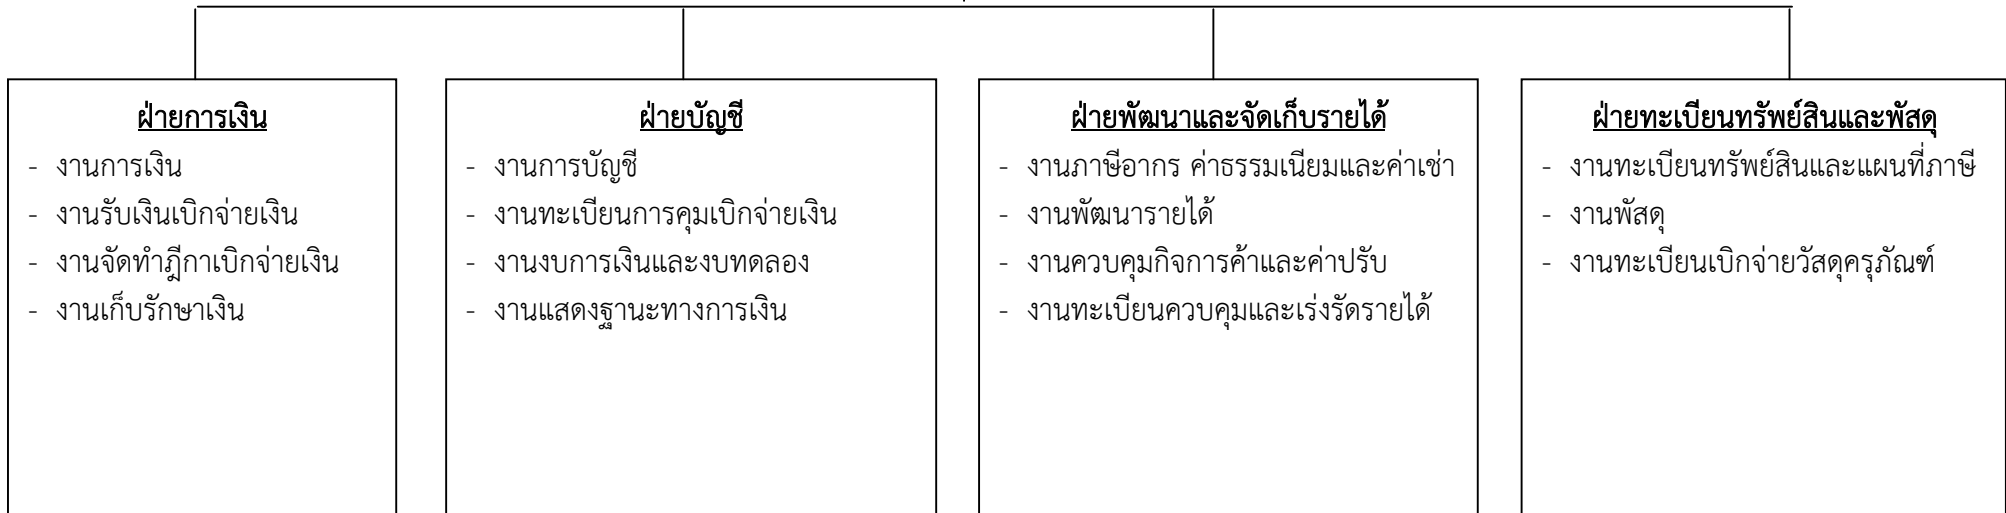 ฝ่ายการเงิน
- งานการเงิน
- งานรับเงินเบิกจ่ายเงิน
- งานจัดทำฎีกาเบิกจ่ายเงิน
- งานเก็บรักษาเงิน
ฝ่ายบัญชี
- งานการบัญชี
- งานทะเบียนการคุมเบิกจ่ายเงิน
- งานงบการเงินและงบทดลอง
- งานแสดงฐานะทางการเงิน
ฝ่ายพัฒนาและจัดเก็บรายได้
- งานภาษีอากร ค่าธรรมเนียมและค่าเช่า
- งานพัฒนารายได้
- งานควบคุมกิจการค้าและค่าปรับ
- งานทะเบียนควบคุมและเร่งรัดรายได้
ฝ่ายทะเบียนทรัพย์สินและพัสดุ
- งานทะเบียนทรัพย์สินและแผนที่ภาษี
- งานพัสดุ
- งานทะเบียนเบิกจ่ายวัสดุครุภัณฑ์